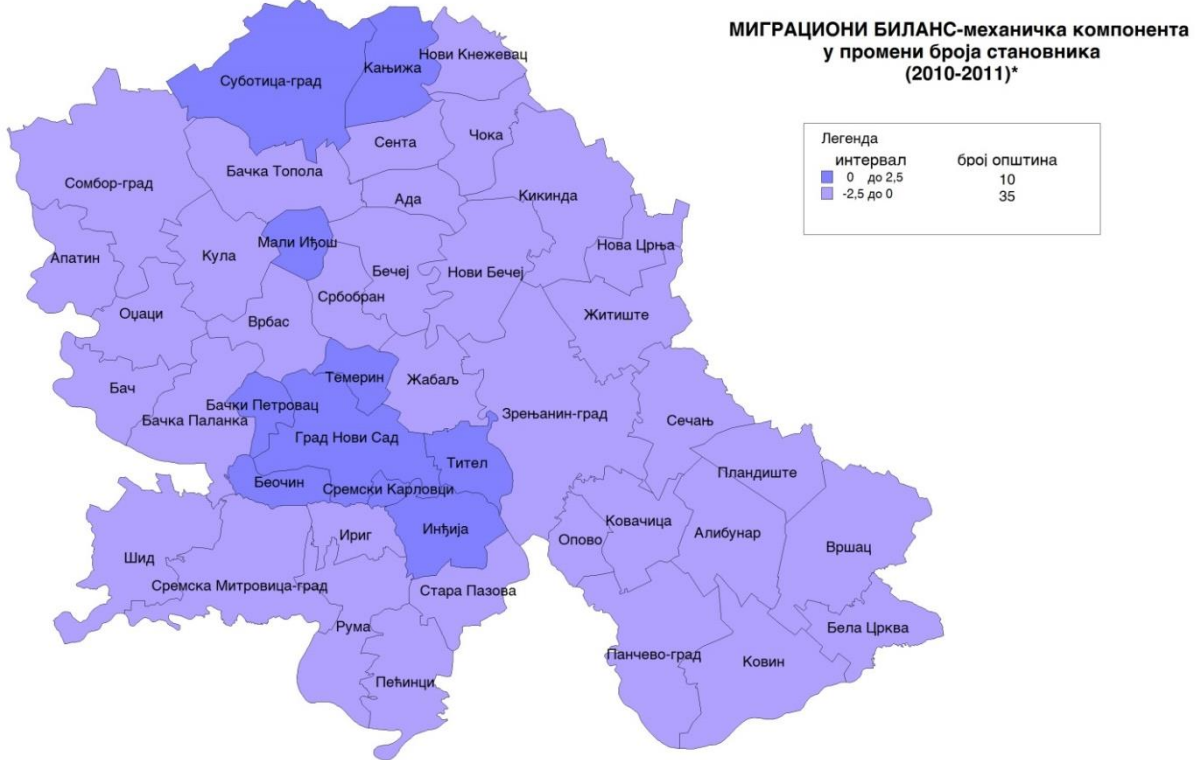 МИГРАЦИОНИ БИЛАНС-механичка компонента
у промени броја становника
(2010-2011)*
Легенда
интервал број општина
0 до 2,5 10
-2,5 до 0 35
Нови Кнежевац
Кањижа
Суботица-град
Чока
Сента
Бачка Топола
Сомбор-град
Ада
Кикинда
Мали Иђош
Нова Црња
Кула
Апатин
Бечеј
Нови Бечеј
Србобран
Оџаци
Житиште
Врбас
Темерин
Жабаљ
Бач
Бачки Петровац
Зрењанин-град
Бачка Паланка
Сечањ
Град Нови Сад
Тител
Пландиште
Беочин
Сремски Карловци
Ковачица
Инђија
Ириг
Опово
Алибунар
Вршац
Шид
Сремска Митровица-град
Стара Пазова
Рума
Бела Црква
Панчево-град
Ковин
Пећинци